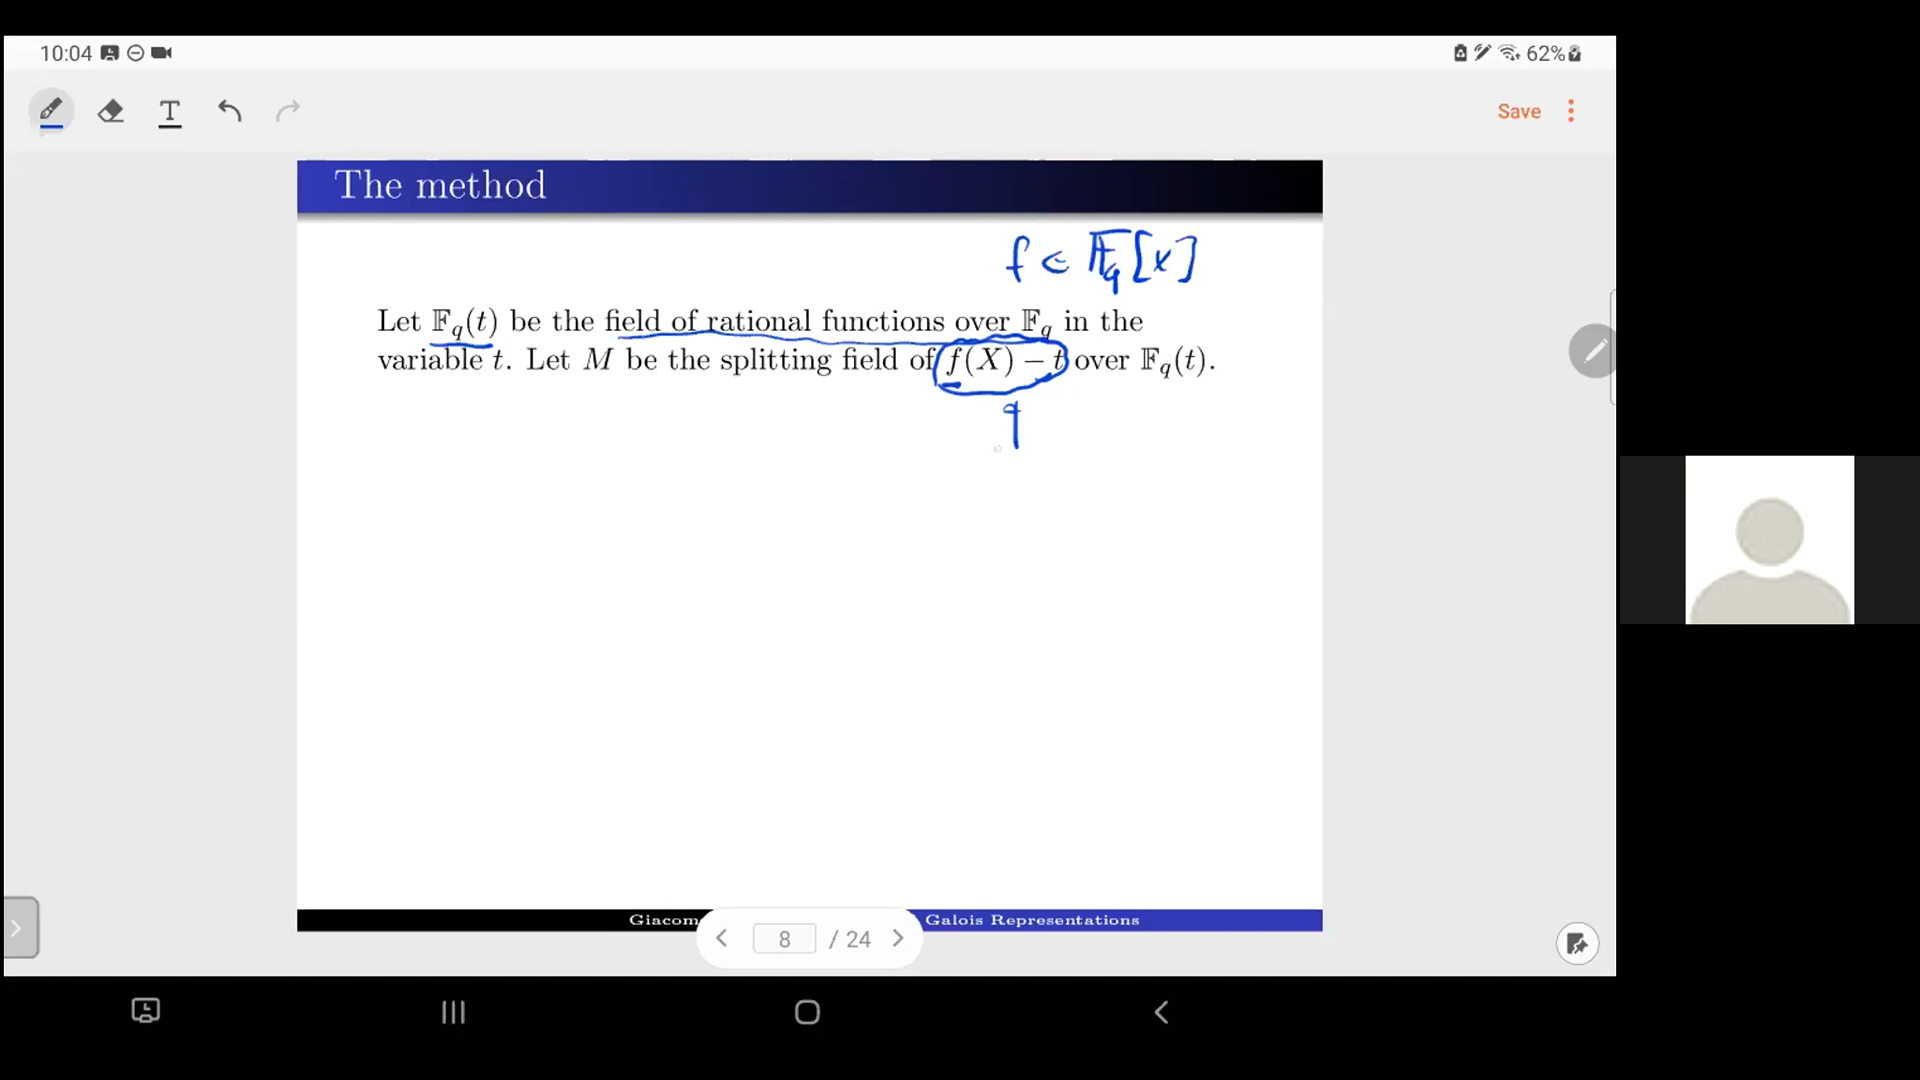 10:04
62%
T
Save
The method
f ∈ 𝔽_q[x]
Let 𝔽_q(t) be the field of rational functions over 𝔽_q in the
variable t. Let M be the splitting field of f(X) − t over 𝔽_q(t).
q
Giacom Galois Representations
8 / 24